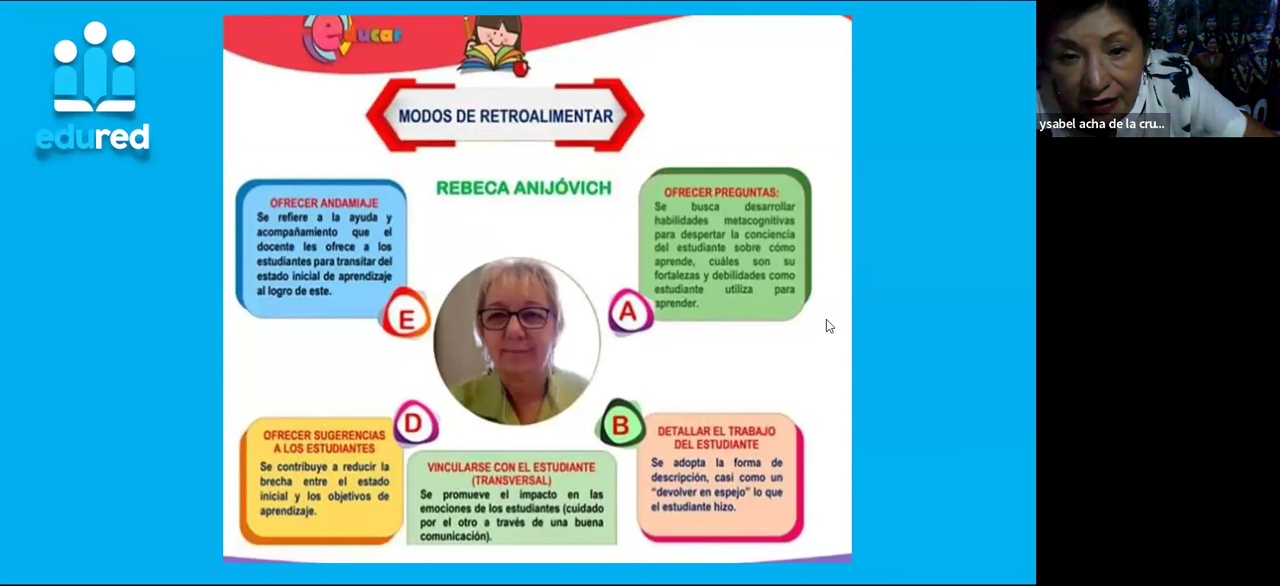 educar
edured
MODOS DE RETROALIMENTAR
REBECA ANIJÓVICH
OFRECER ANDAMIAJE
Se refiere a la ayuda y
acompañamiento que el
docente les ofrece a los
estudiantes para transitar del
estado inicial de aprendizaje
al logro de este.
E
OFRECER PREGUNTAS:
Se busca desarrollar
habilidades metacognitivas
para despertar la conciencia
del estudiante sobre cómo
aprende, cuáles son su
fortalezas y debilidades como
estudiante utiliza para
aprender.
A
D
OFRECER SUGERENCIAS
A LOS ESTUDIANTES
Se contribuye a reducir la
brecha entre el estado
inicial y los objetivos de
aprendizaje.
VINCULARSE CON EL ESTUDIANTE
(TRANSVERSAL)
Se promueve el impacto en las
emociones de los estudiantes (cuidado
por el otro a través de una buena
comunicación).
B
DETALLAR EL TRABAJO
DEL ESTUDIANTE
Se adopta la forma de
descripción, casi como un
"devolver en espejo" lo que
el estudiante hizo.
ysabel acha de la cru...